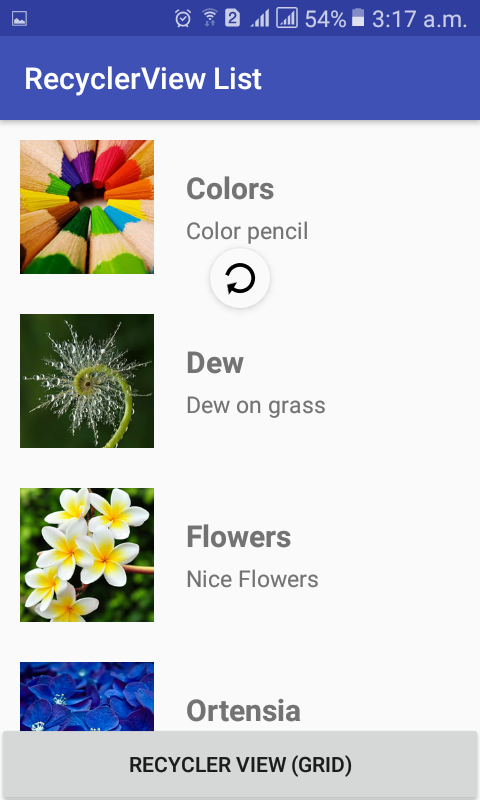 2 54% 3:17 a.m.
RecyclerView List
Colors
Color pencil
Dew
Dew on grass
Flowers
Nice Flowers
Ortensia
RECYCLER VIEW (GRID)